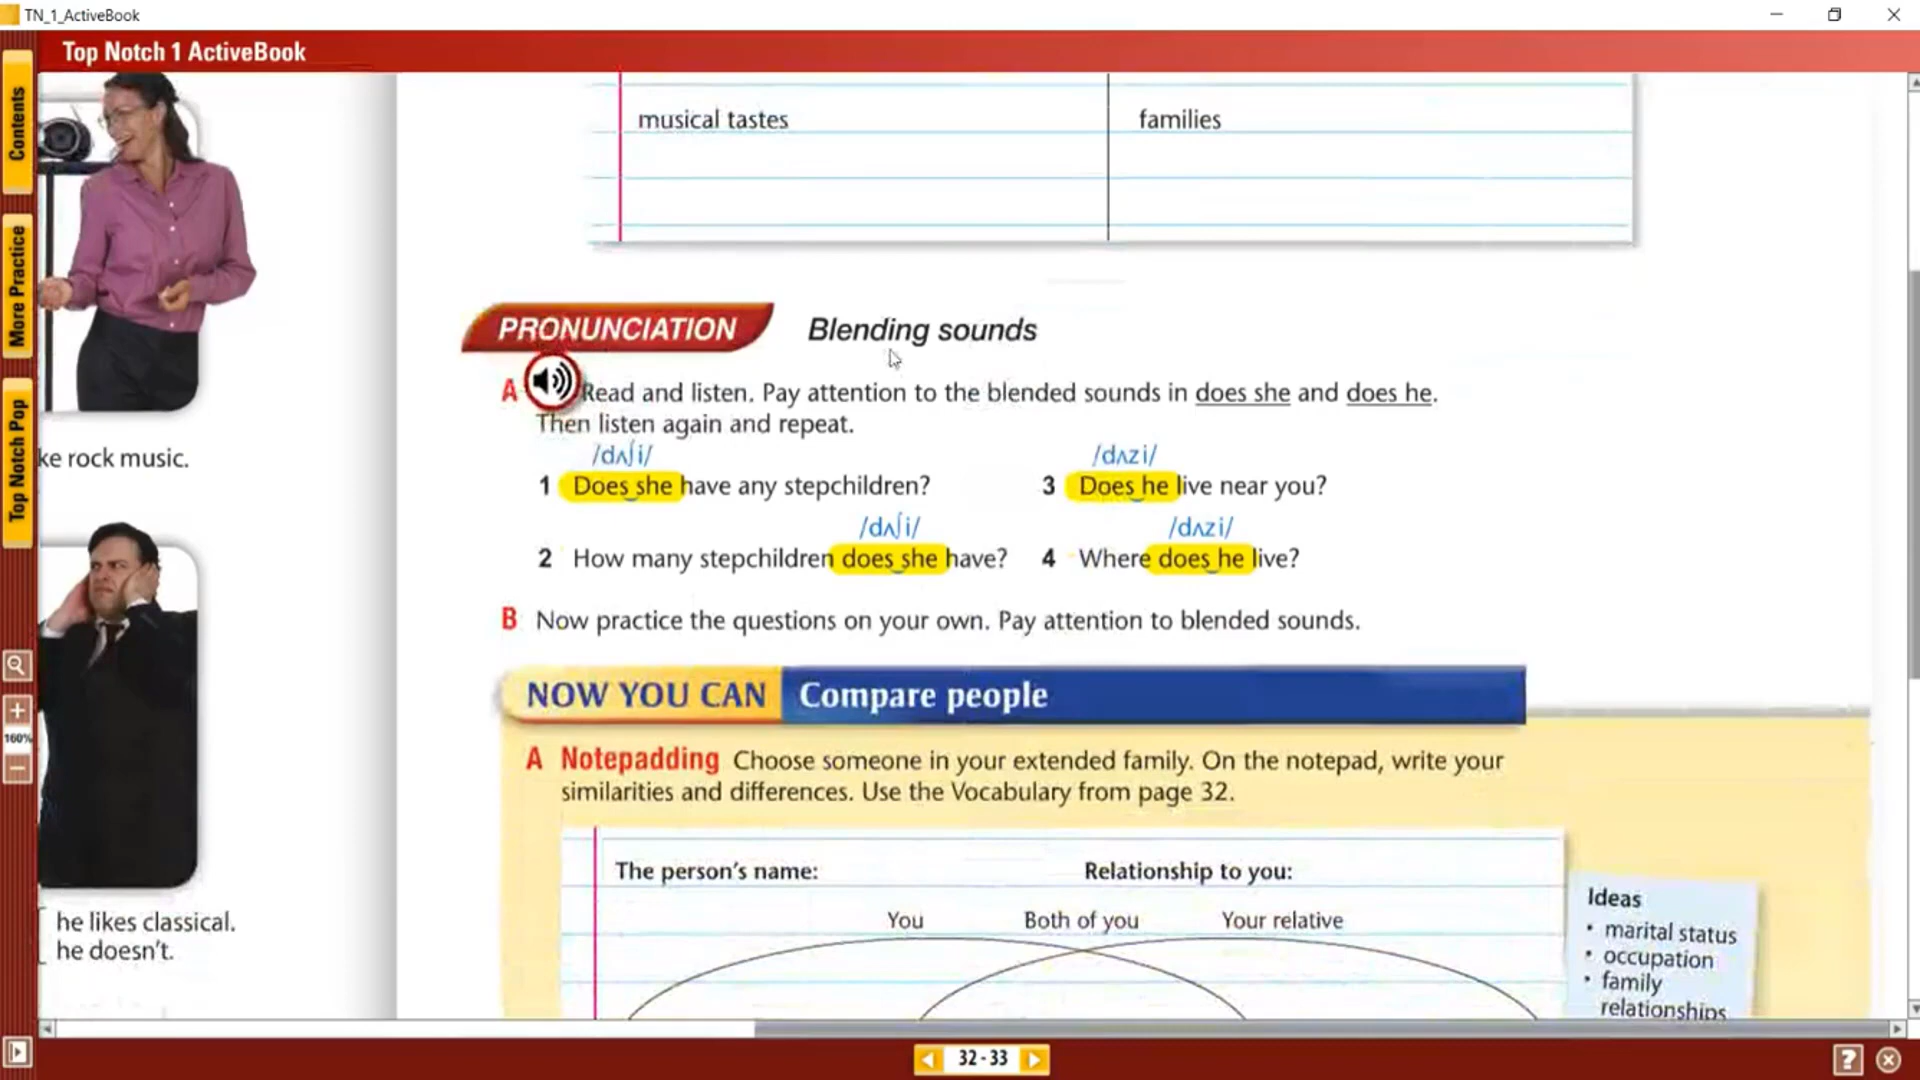 TN_1_ActiveBook
Top Notch 1 ActiveBook
Contents
More Practice
Top Notch Pop
160%
ke rock music.
he likes classical.
he doesn't.
musical tastes families
PRONUNCIATION Blending sounds
A Read and listen. Pay attention to the blended sounds in does she and does he.
Then listen again and repeat.
/dʌʃi/ /dʌzi/
1 Does she have any stepchildren? 3 Does he live near you?
/dʌʃi/ /dʌzi/
2 How many stepchildren does she have? 4 Where does he live?
B Now practice the questions on your own. Pay attention to blended sounds.
NOW YOU CAN Compare people
A Notepadding Choose someone in your extended family. On the notepad, write your
similarities and differences. Use the Vocabulary from page 32.
The person's name: Relationship to you:
You Both of you Your relative
Ideas
• marital status
• occupation
• family
relationships
32-33
?